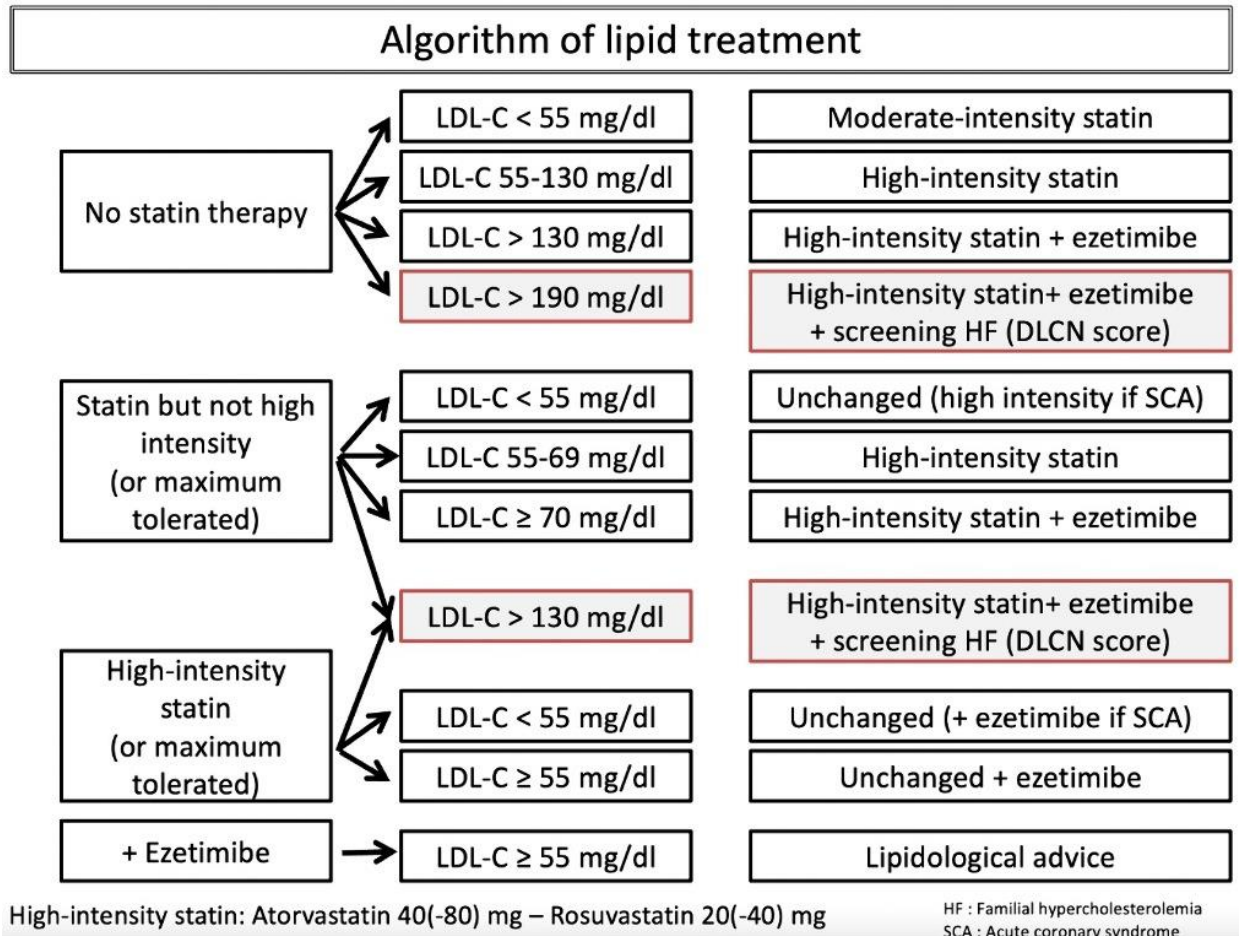 Algorithm of lipid treatment
No statin therapy
LDL-C < 55 mg/dl
Moderate-intensity statin
LDL-C 55-130 mg/dl
High-intensity statin
LDL-C > 130 mg/dl
High-intensity statin + ezetimibe
LDL-C > 190 mg/dl
High-intensity statin+ ezetimibe
+ screening HF (DLCN score)
Statin but not high
intensity
(or maximum
tolerated)
LDL-C < 55 mg/dl
Unchanged (high intensity if SCA)
LDL-C 55-69 mg/dl
High-intensity statin
LDL-C ≥ 70 mg/dl
High-intensity statin + ezetimibe
LDL-C > 130 mg/dl
High-intensity statin+ ezetimibe
+ screening HF (DLCN score)
High-intensity
statin
(or maximum
tolerated)
LDL-C < 55 mg/dl
Unchanged (+ ezetimibe if SCA)
LDL-C ≥ 55 mg/dl
Unchanged + ezetimibe
+ Ezetimibe
LDL-C ≥ 55 mg/dl
Lipidological advice
High-intensity statin: Atorvastatin 40(-80) mg – Rosuvastatin 20(-40) mg
HF : Familial hypercholesterolemia
SCA : Acute coronary syndrome